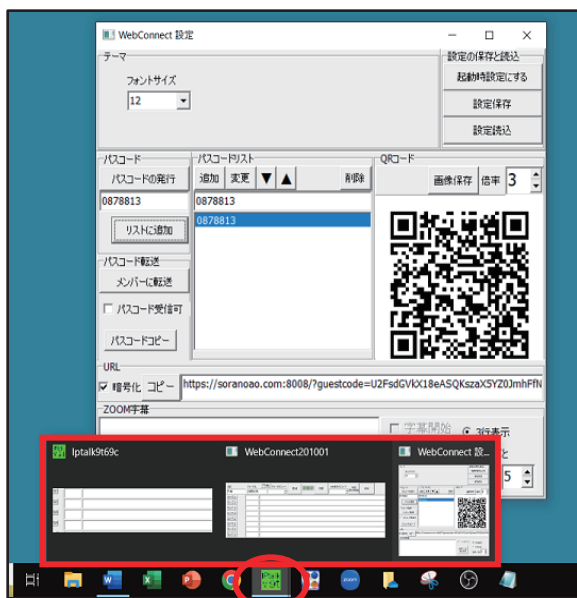 WebConnect 設定
テーマ
フォントサイズ
12
設定の保存と読込
起動時設定にする
設定保存
設定読込
パスコード
パスコードの発行
0878813
リストに追加
パスコードリスト
追加 変更 ▼ ▲ 削除
0878813
0878813
QRコード
画像保存 倍率 3
パスコード転送
メンバーに転送
パスコード受信可
パスコードコピー
URL
暗号化 コピー https://soranoao.com:8008/?guestcode=U2FsdGVkX18eASQKszaX5YZ0JmhFfN
ZOOM字幕
字幕開始 3行表示
と
5
Iptalk9t69c
WebConnect201001
WebConnect 設...
zoom